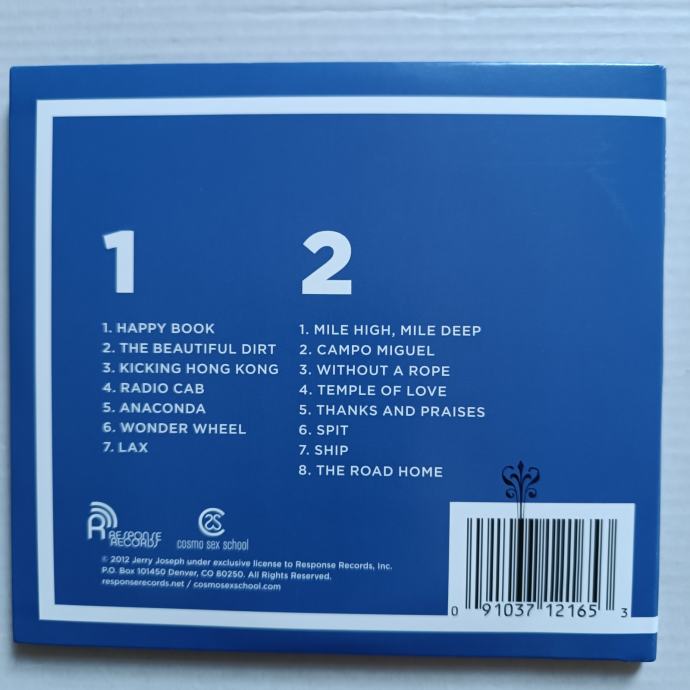 1
1. HAPPY BOOK
2. THE BEAUTIFUL DIRT
3. KICKING HONG KONG
4. RADIO CAB
5. ANACONDA
6. WONDER WHEEL
7. LAX
2
1. MILE HIGH, MILE DEEP
2. CAMPO MIGUEL
3. WITHOUT A ROPE
4. TEMPLE OF LOVE
5. THANKS AND PRAISES
6. SPIT
7. SHIP
8. THE ROAD HOME
RESPONSE
RECORDS
cosmo sex school
© 2012 Jerry Joseph under exclusive license to Response Records, Inc.
P.O. Box 101450 Denver, CO 80250. All Rights Reserved.
responserecords.net / cosmosexschool.com
0 91037 12165 3